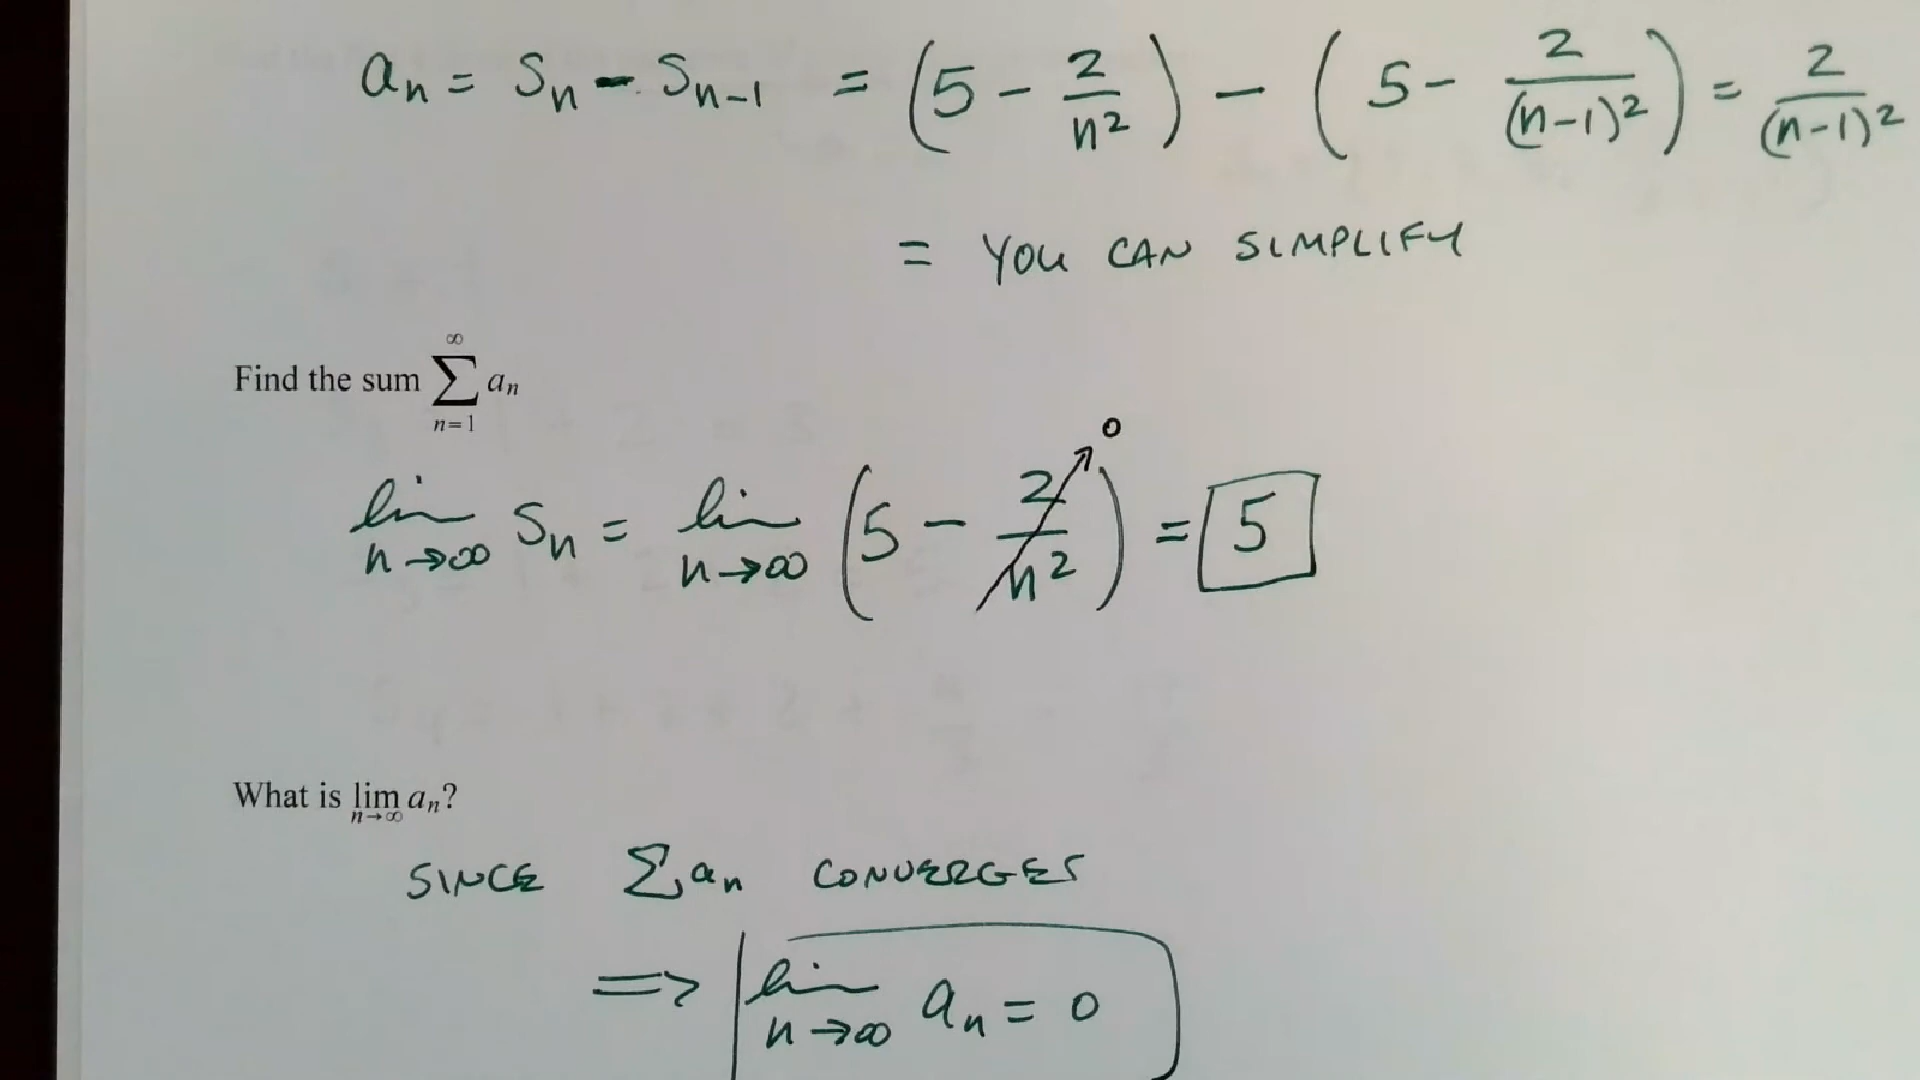 aₙ = Sₙ - Sₙ₋₁ = (5 - 2/n²) - (5 - 2/(n-1)²) = 2/(n-1)²
= YOU CAN SIMPLIFY
Find the sum ∑_{n=1}^{∞} aₙ
lim_{n→∞} Sₙ = lim_{n→∞} (5 - 2/n² ↗ 0) = 5
What is lim_{n→∞} aₙ?
SINCE ∑ aₙ CONVERGES
⇒ lim_{n→∞} aₙ = 0